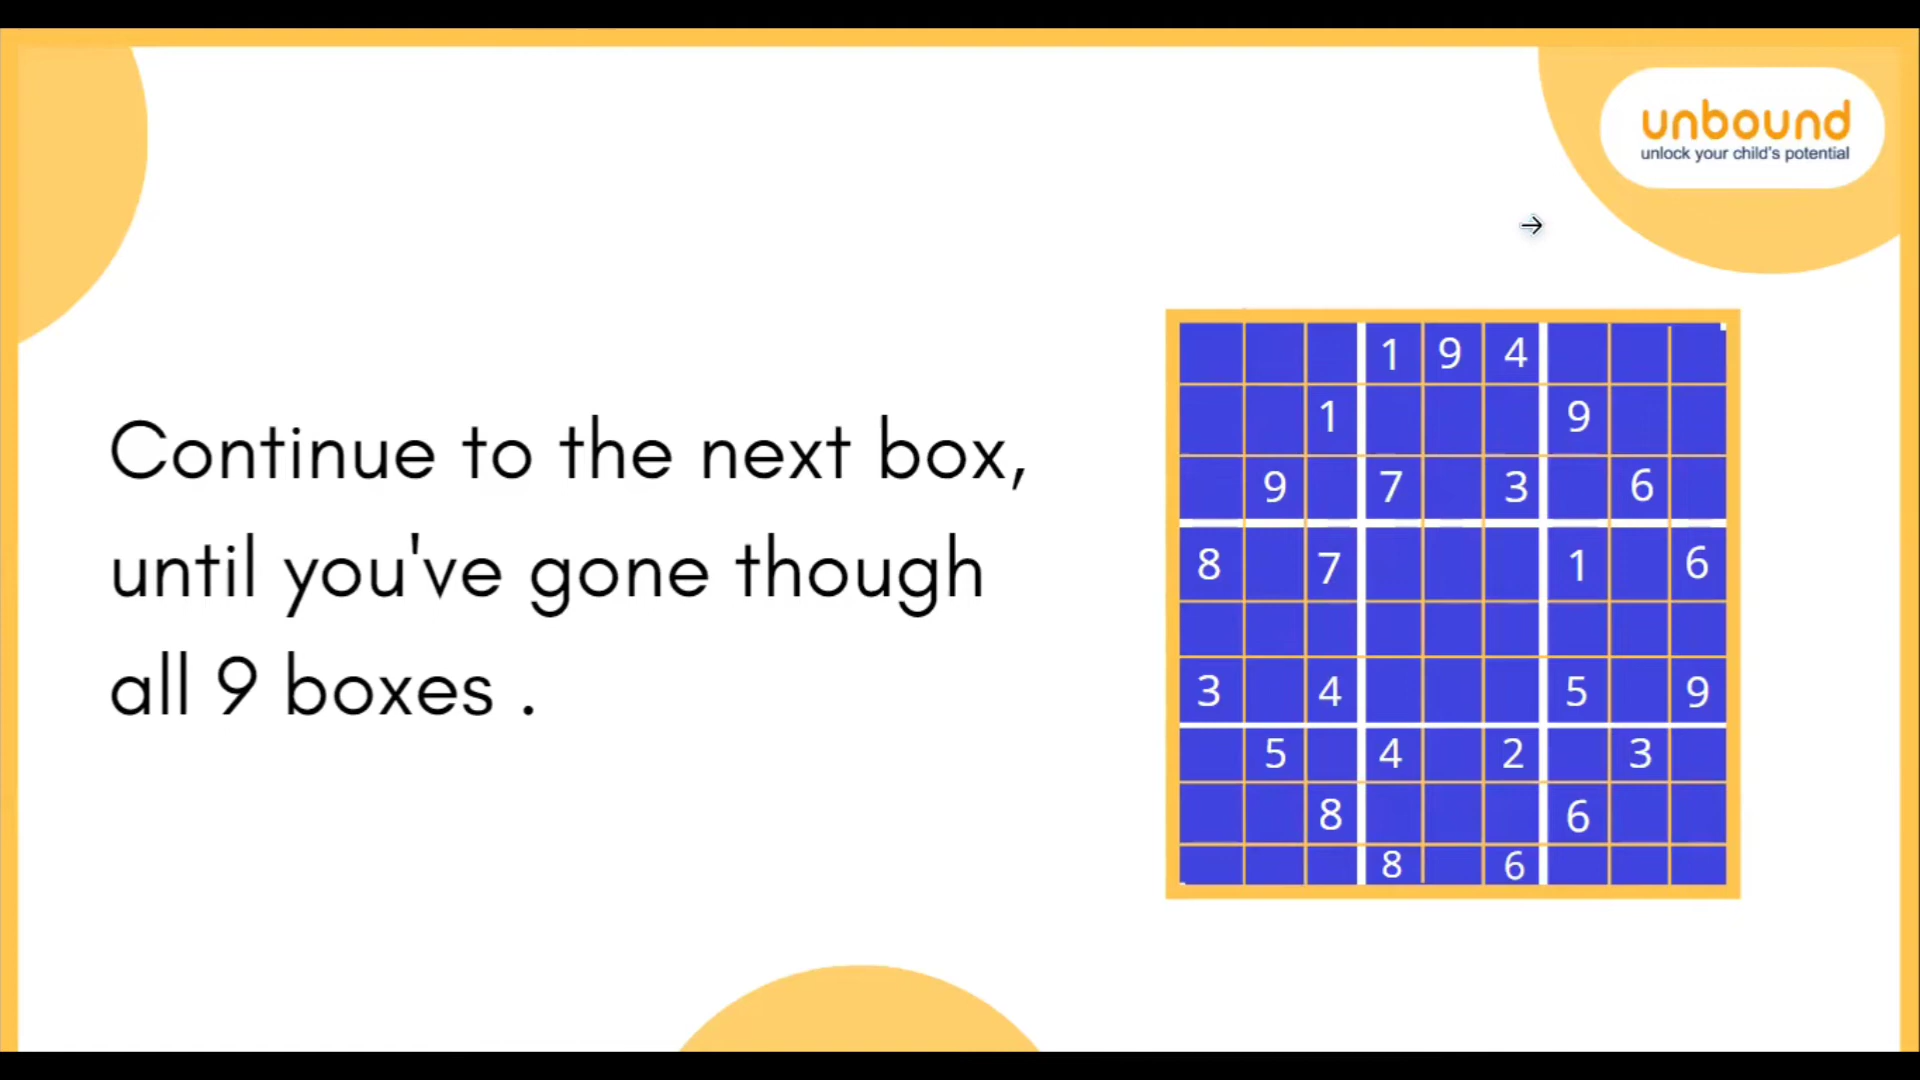 unbound
unlock your child's potential
Continue to the next box,
until you've gone though
all 9 boxes .
1 9 4
1 9
9 7 3 6
8 7 1 6
3 4 5 9
5 4 2 3
8 6
8 6